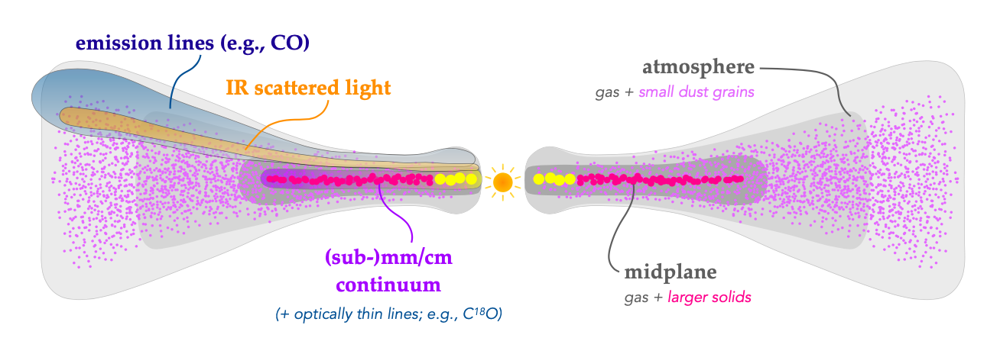 emission lines (e.g., CO)
IR scattered light
atmosphere
gas + small dust grains
(sub-)mm/cm
continuum
(+ optically thin lines; e.g., C¹⁸O)
midplane
gas + larger solids